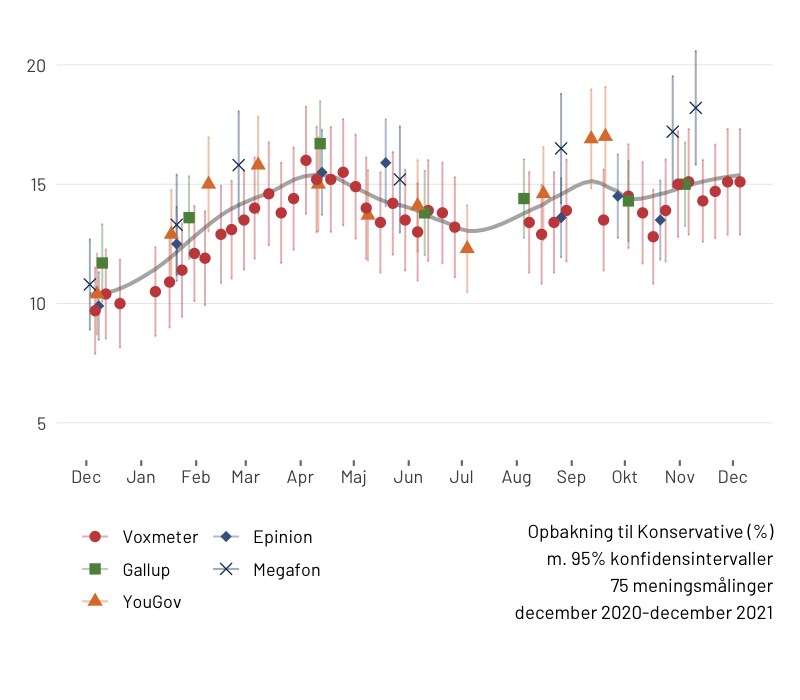 20
15
10
5
Dec Jan Feb Mar Apr Maj Jun Jul Aug Sep Okt Nov Dec
Voxmeter Epinion
Gallup Megafon
YouGov
Opbakning til Konservative (%)
m. 95% konfidensintervaller
75 meningsmålinger
december 2020-december 2021